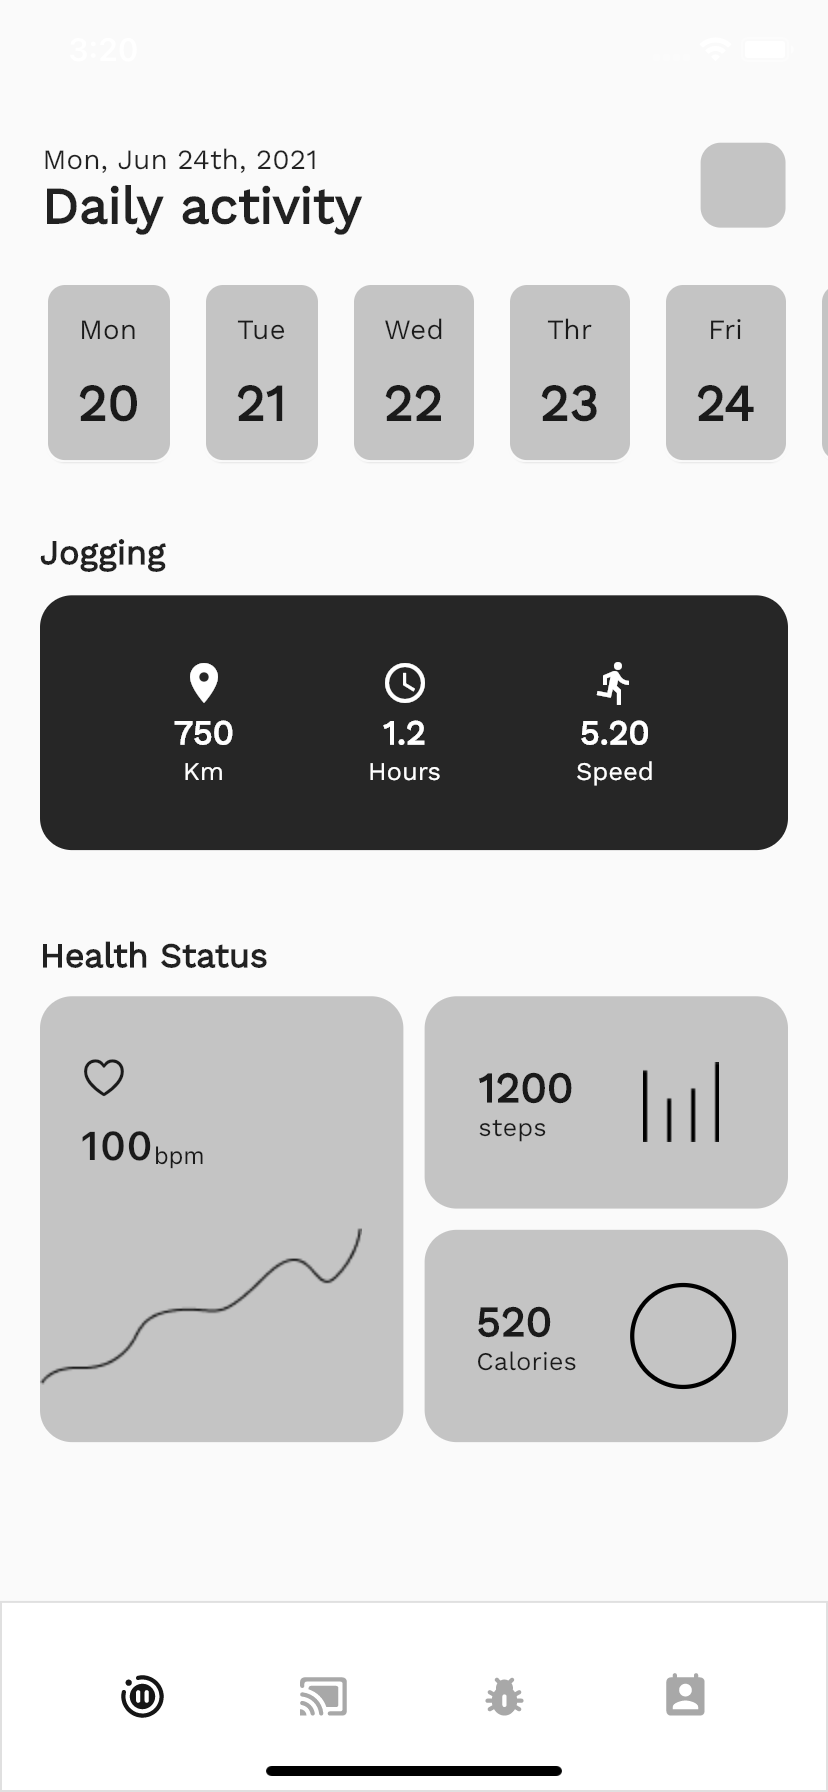 3:20
Mon, Jun 24th, 2021
Daily activity
Mon Tue Wed Thr Fri
20 21 22 23 24
Jogging
750 1.2 5.20
Km Hours Speed
Health Status
100bpm
1200
steps
520
Calories